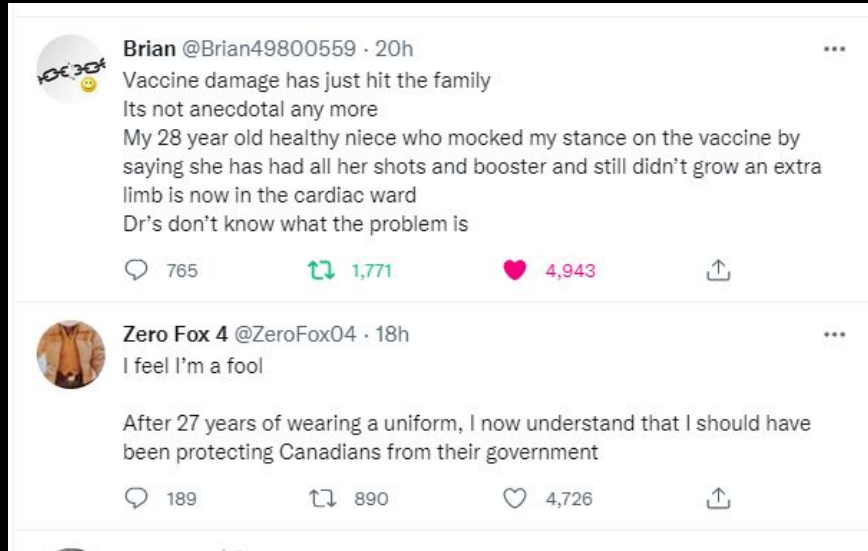 Brian @Brian49800559 · 20h
Vaccine damage has just hit the family
Its not anecdotal any more
My 28 year old healthy niece who mocked my stance on the vaccine by
saying she has had all her shots and booster and still didn't grow an extra
limb is now in the cardiac ward
Dr's don't know what the problem is
765 1,771 4,943
Zero Fox 4 @ZeroFox04 · 18h
I feel I'm a fool
After 27 years of wearing a uniform, I now understand that I should have
been protecting Canadians from their government
189 890 4,726